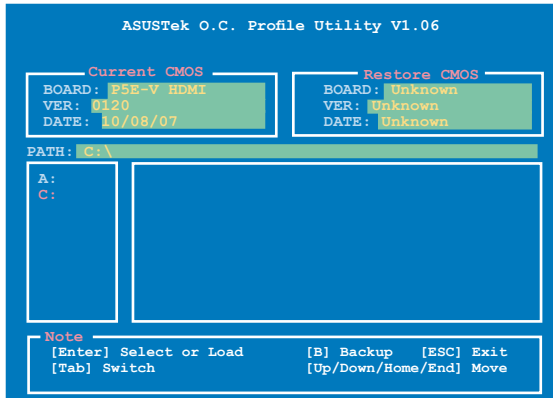 ASUSTek O.C. Profile Utility V1.06
Current CMOS
BOARD: P5E-V HDMI
VER: 0120
DATE: 10/08/07
Restore CMOS
BOARD: Unknown
VER: Unknown
DATE: Unknown
PATH: C:\
A:
C:
Note
[Enter] Select or Load [B] Backup [ESC] Exit
[Tab] Switch [Up/Down/Home/End] Move